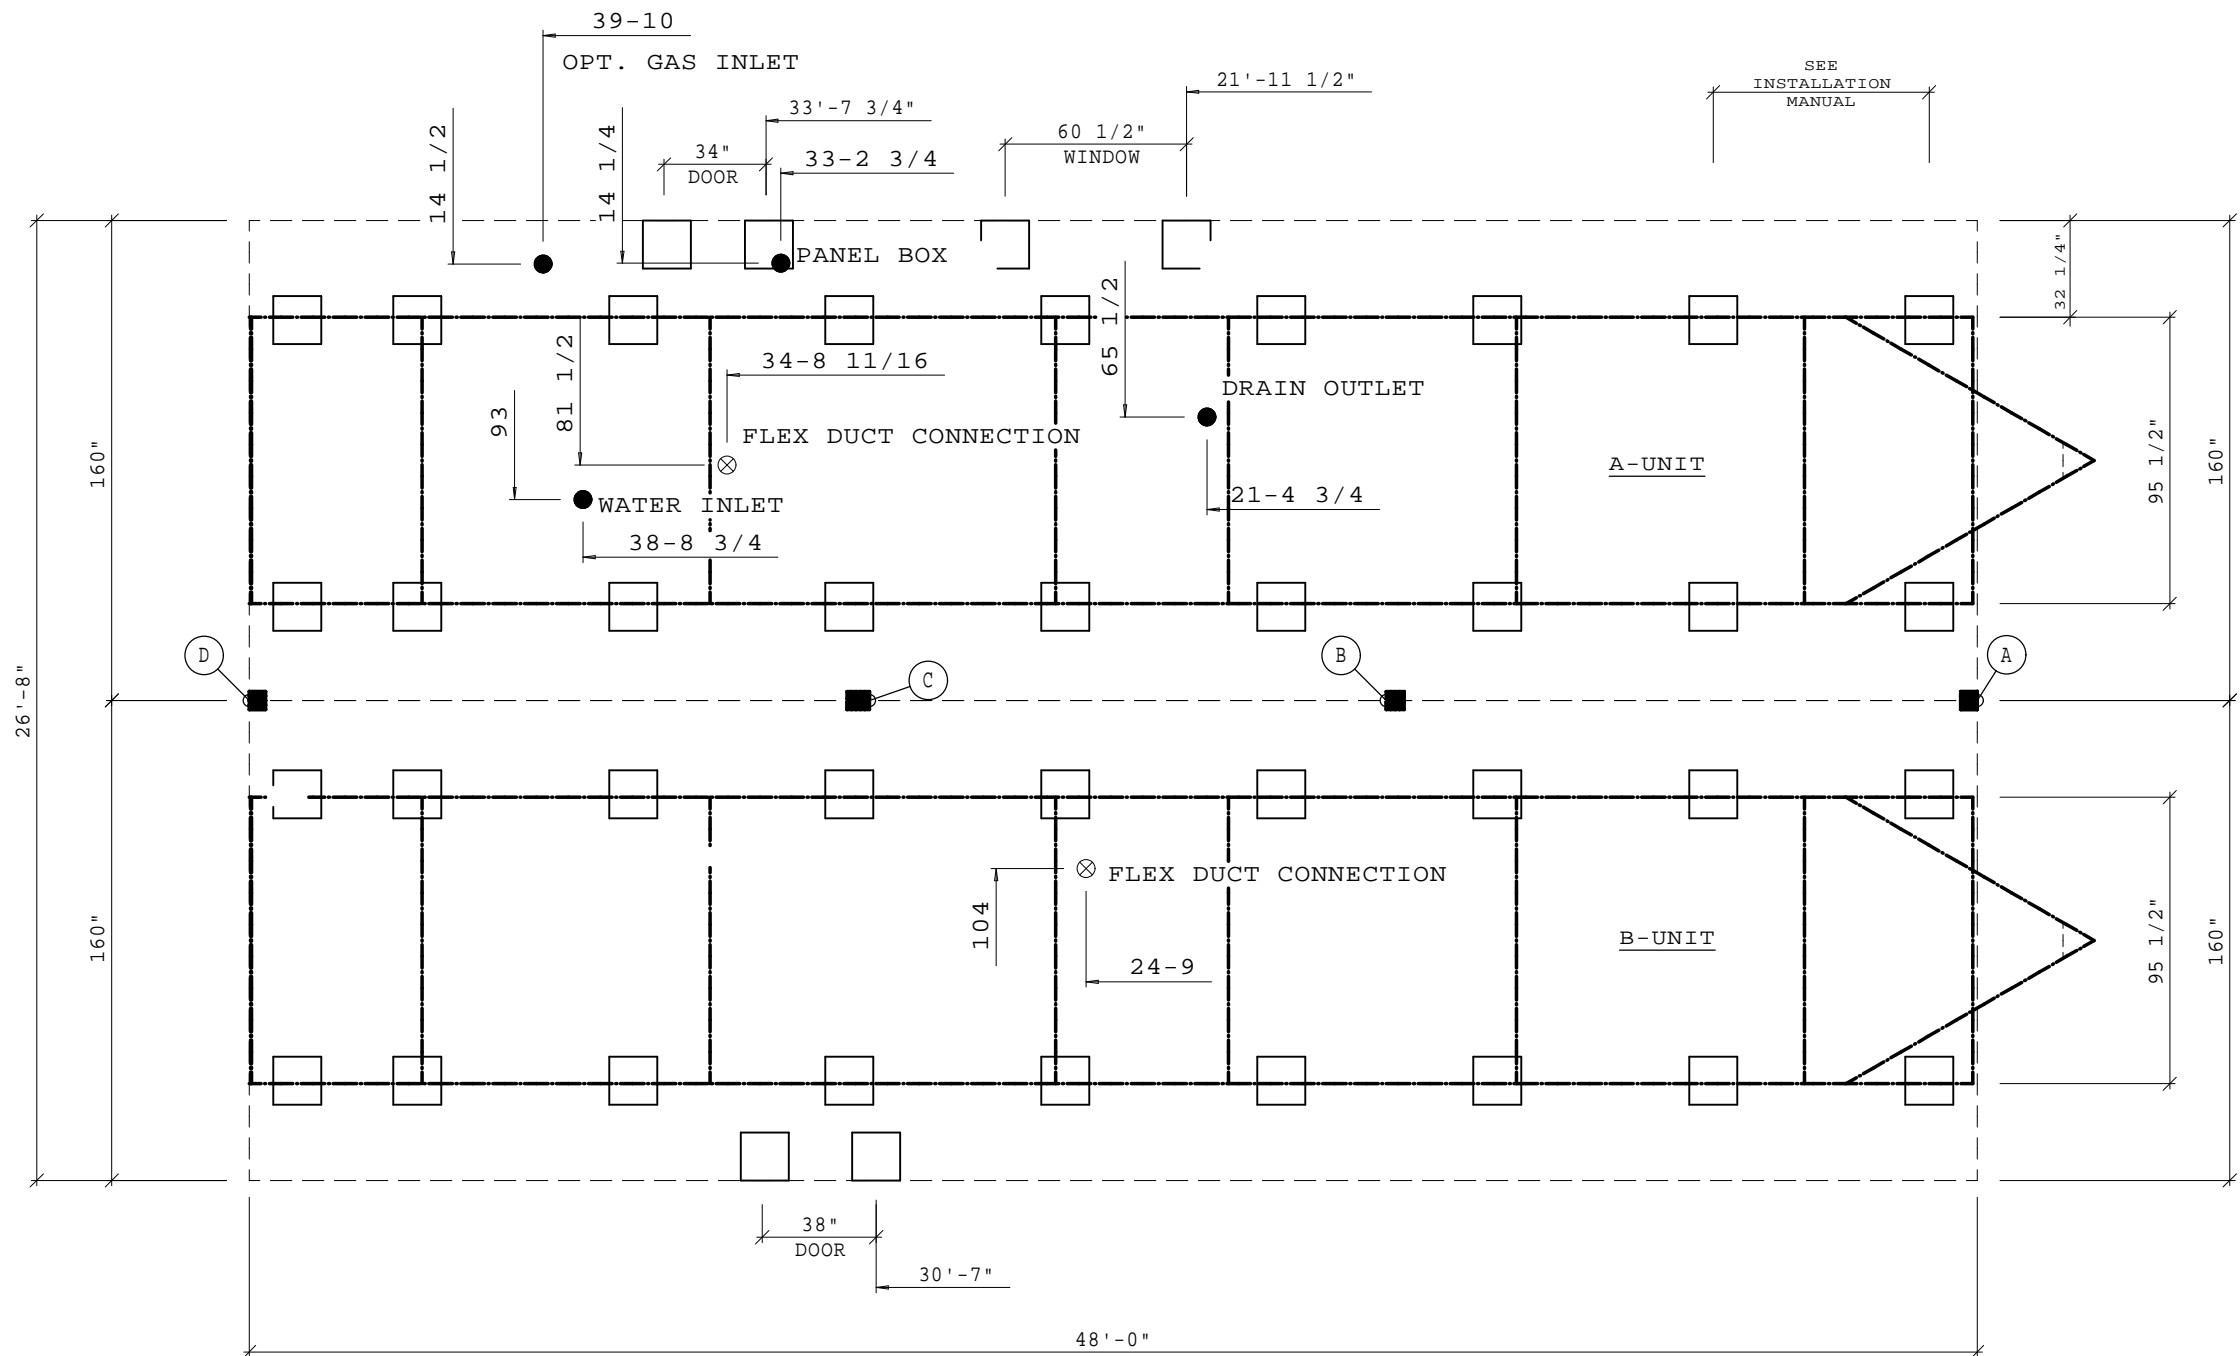 39-10
OPT. GAS INLET
SEE
INSTALLATION
MANUAL
21'-11 1/2"
33'-7 3/4"
60 1/2"
WINDOW
34"
DOOR
33-2 3/4
14 1/2
14 1/4
PANEL BOX
32 1/4"
65 1/2
81 1/2
34-8 11/16
DRAIN OUTLET
93
FLEX DUCT CONNECTION
A-UNIT
160"
95 1/2"
160"
WATER INLET
21-4 3/4
38-8 3/4
D
C
B
A
26'-8"
FLEX DUCT CONNECTION
104
B-UNIT
160"
95 1/2"
160"
24-9
38"
DOOR
30'-7"
48'-0"